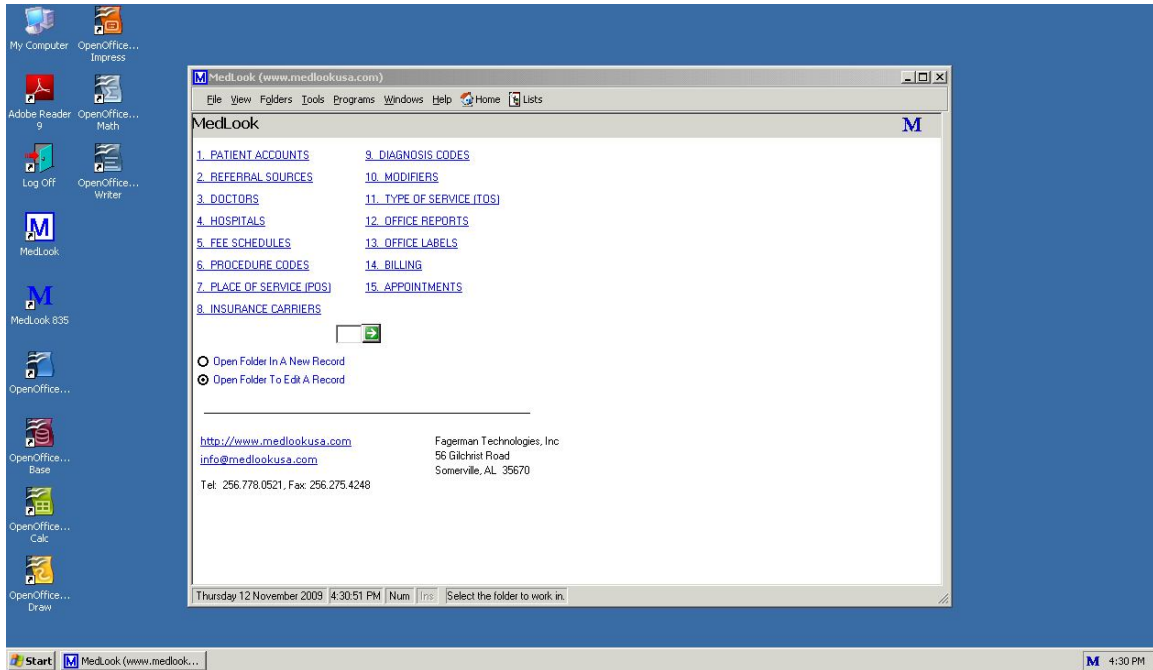 My Computer
OpenOffice...
Impress
Adobe Reader
9
OpenOffice...
Math
Log Off
OpenOffice...
Writer
MedLook
MedLook 835
OpenOffice...
OpenOffice...
Base
OpenOffice...
Calc
OpenOffice...
Draw
M MedLook (www.medlookusa.com)
File View Folders Tools Programs Windows Help Home Lists
MedLook M
1. PATIENT ACCOUNTS
2. REFERRAL SOURCES
3. DOCTORS
4. HOSPITALS
5. FEE SCHEDULES
6. PROCEDURE CODES
7. PLACE OF SERVICE (POS)
8. INSURANCE CARRIERS
9. DIAGNOSIS CODES
10. MODIFIERS
11. TYPE OF SERVICE (TOS)
12. OFFICE REPORTS
13. OFFICE LABELS
14. BILLING
15. APPOINTMENTS
Open Folder In A New Record
Open Folder To Edit A Record
http://www.medlookusa.com
info@medlookusa.com
Tel: 256.778.0521, Fax: 256.275.4248
Fagerman Technologies, Inc
56 Gilchrist Road
Somerville, AL 35670
Thursday 12 November 2009 4:30:51 PM Num Ins Select the folder to work in.
Start M MedLook (www.medlook... M 4:30 PM